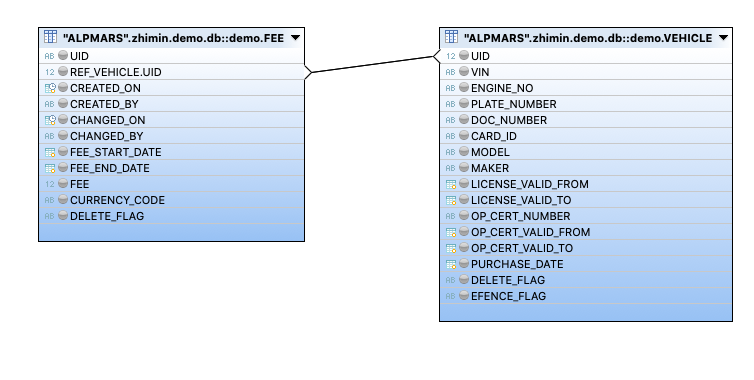 "ALPMARS".zhimin.demo.db::demo.FEE
AB UID
12 REF_VEHICLE.UID
CREATED_ON
AB CREATED_BY
CHANGED_ON
AB CHANGED_BY
FEE_START_DATE
FEE_END_DATE
12 FEE
AB CURRENCY_CODE
AB DELETE_FLAG
"ALPMARS".zhimin.demo.db::demo.VEHICLE
12 UID
AB VIN
AB ENGINE_NO
AB PLATE_NUMBER
AB DOC_NUMBER
AB CARD_ID
AB MODEL
AB MAKER
LICENSE_VALID_FROM
LICENSE_VALID_TO
AB OP_CERT_NUMBER
OP_CERT_VALID_FROM
OP_CERT_VALID_TO
PURCHASE_DATE
AB DELETE_FLAG
AB EFENCE_FLAG